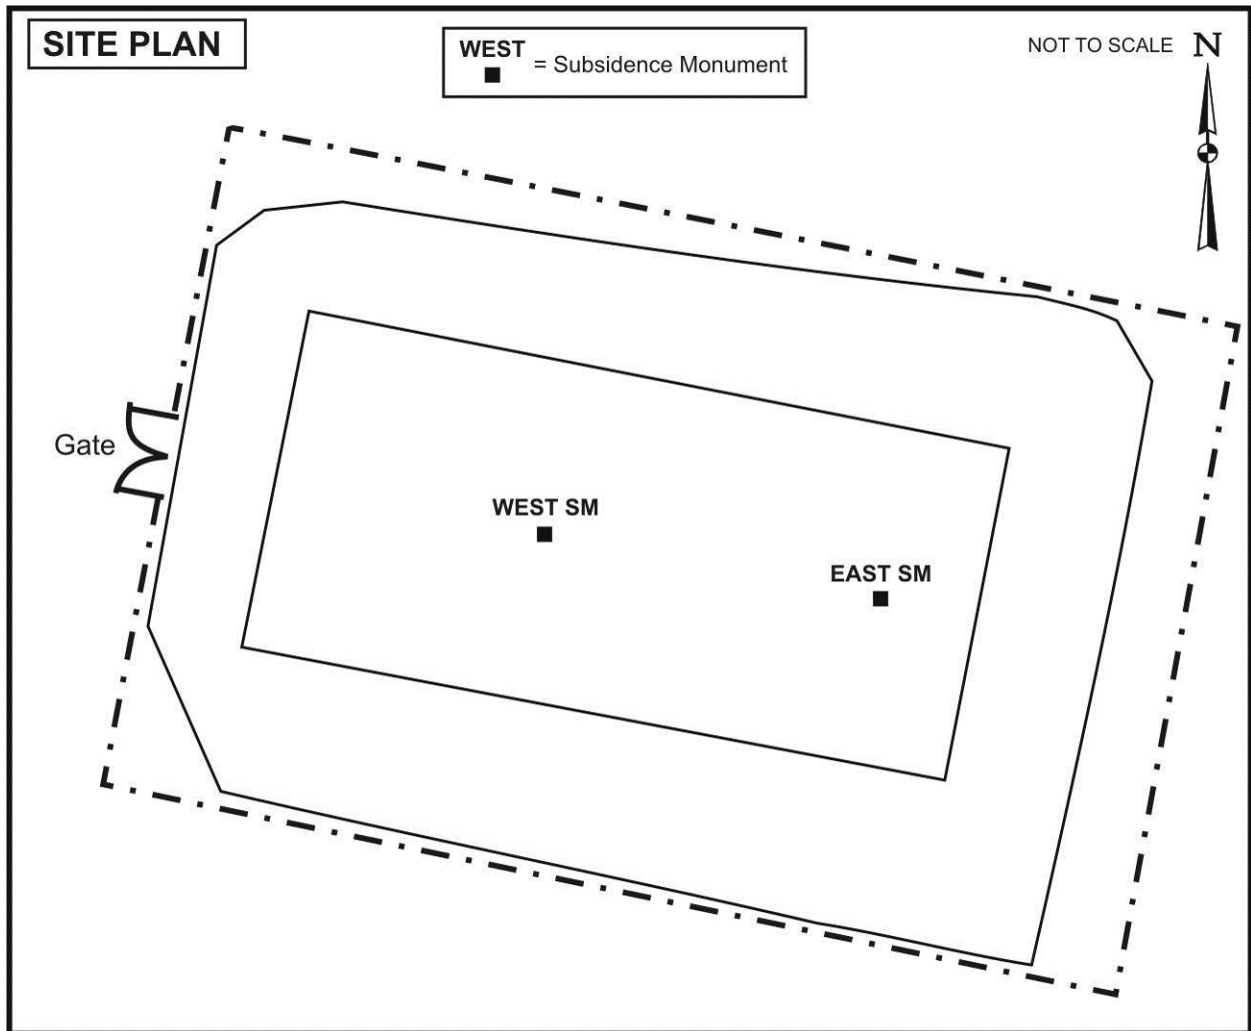 SITE PLAN
WEST
= Subsidence Monument
NOT TO SCALE N
Gate
WEST SM
EAST SM